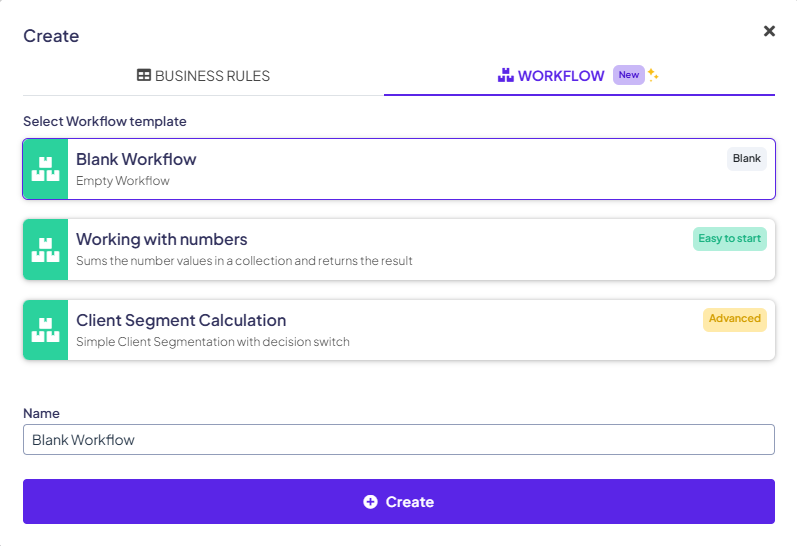 Create
BUSINESS RULES
WORKFLOW New
Select Workflow template
Blank Workflow
Blank
Empty Workflow
Working with numbers
Easy to start
Sums the number values in a collection and returns the result
Client Segment Calculation
Advanced
Simple Client Segmentation with decision switch
Name
Blank Workflow
Create